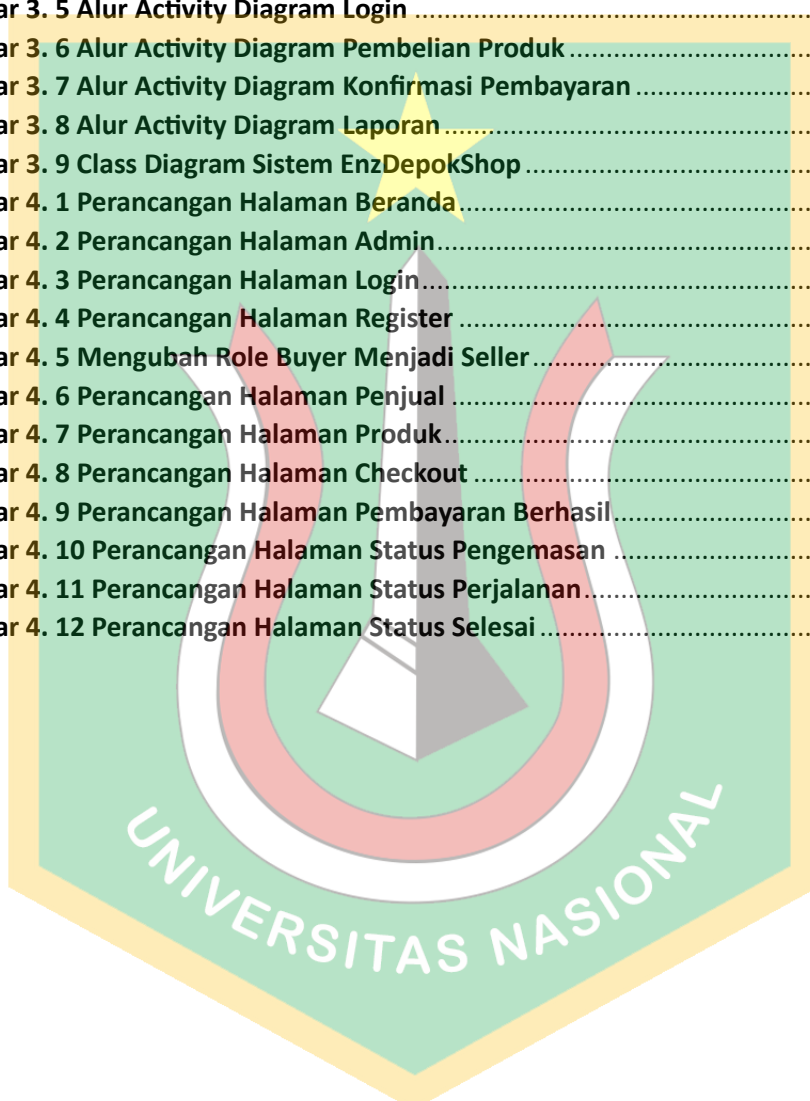 ar 3. 5 Alur Activity Diagram Login
ar 3. 6 Alur Activity Diagram Pembelian Produk
ar 3. 7 Alur Activity Diagram Konfirmasi Pembayaran
ar 3. 8 Alur Activity Diagram Laporan
ar 3. 9 Class Diagram Sistem EnzDepokShop
ar 4. 1 Perancangan Halaman Beranda
ar 4. 2 Perancangan Halaman Admin
ar 4. 3 Perancangan Halaman Login
ar 4. 4 Perancangan Halaman Register
ar 4. 5 Mengubah Role Buyer Menjadi Seller
ar 4. 6 Perancangan Halaman Penjual
ar 4. 7 Perancangan Halaman Produk
ar 4. 8 Perancangan Halaman Checkout
ar 4. 9 Perancangan Halaman Pembayaran Berhasil
ar 4. 10 Perancangan Halaman Status Pengemasan
ar 4. 11 Perancangan Halaman Status Perjalanan
ar 4. 12 Perancangan Halaman Status Selesai
UNIVERSITAS NASIONAL